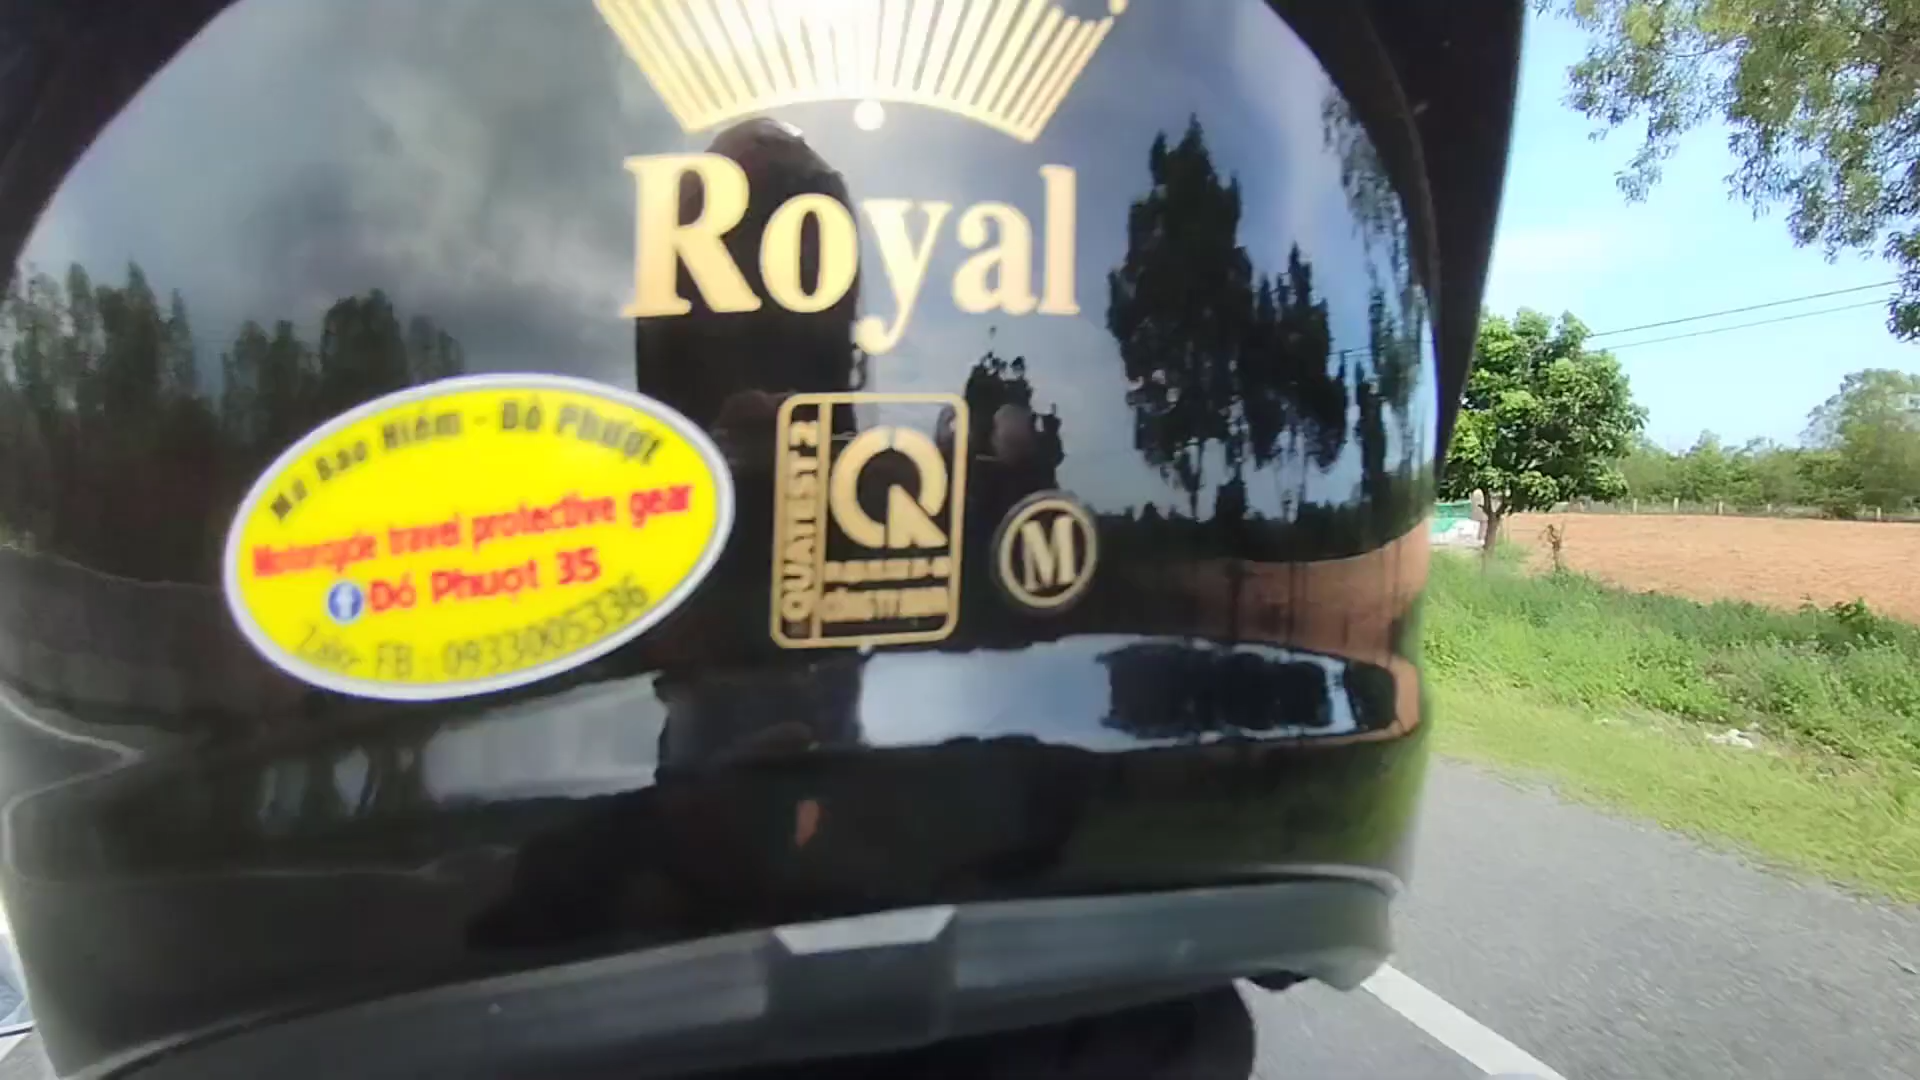 Royal
Mũ Bảo Hiểm - Đồ Phượt
Motorcycle travel protective gear
Đồ Phượt 35
Zalo- FB : 0933005336
QUATEST 2
M